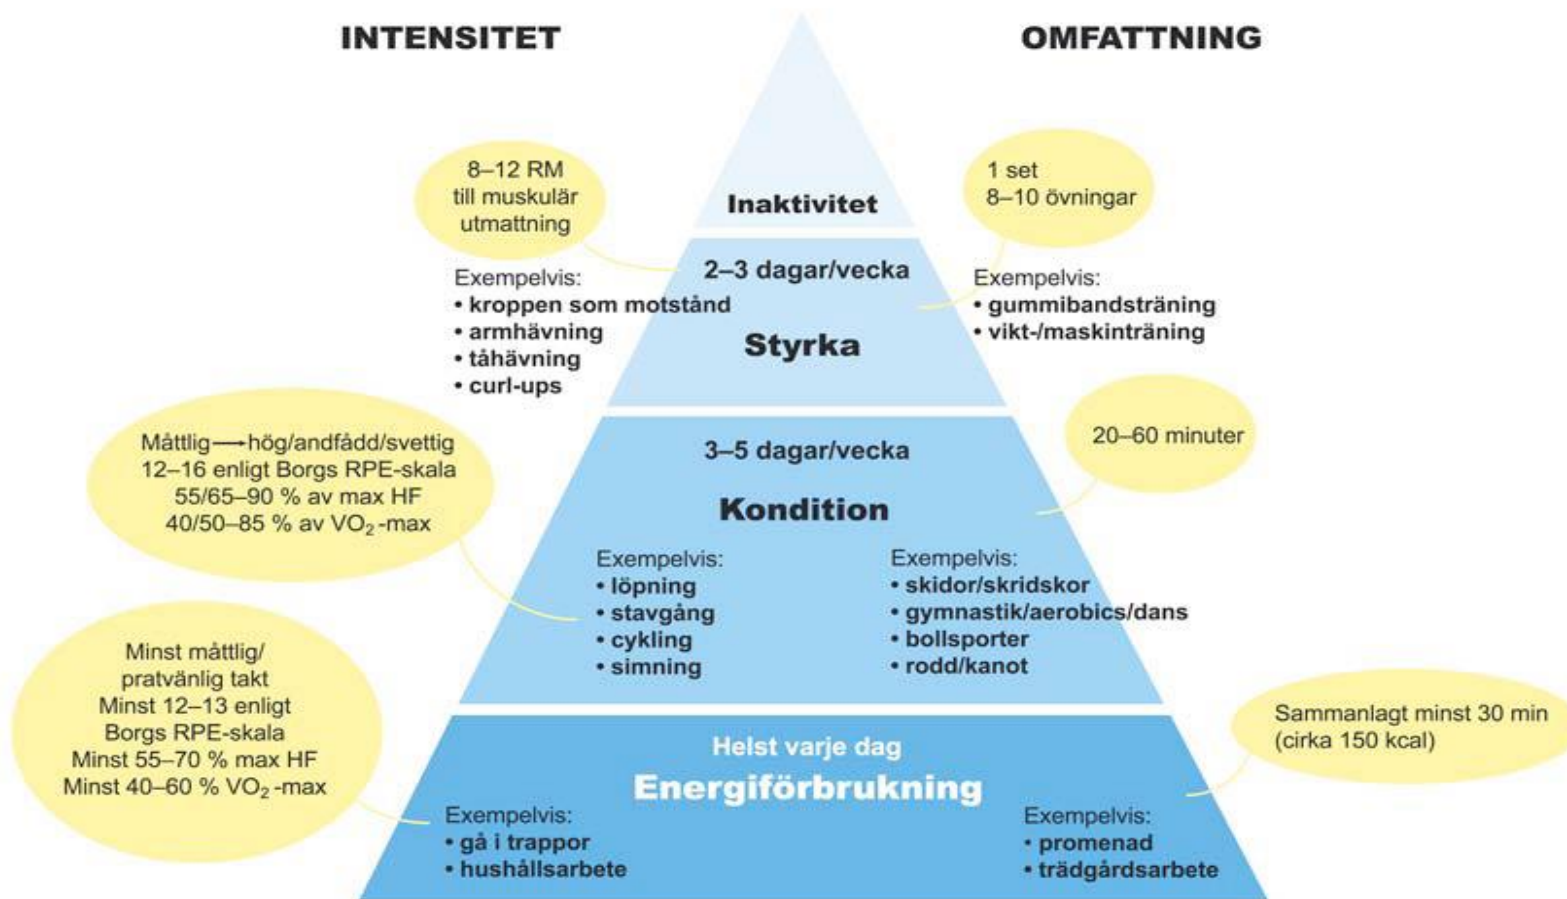 INTENSITET
OMFATTNING
Inaktivitet
8–12 RM
till muskulär
utmattning
1 set
8–10 övningar
2–3 dagar/vecka
Styrka
Exempelvis:
• kroppen som motstånd
• armhävning
• tåhävning
• curl-ups
Exempelvis:
• gummibandsträning
• vikt-/maskinträning
Måttlig→hög/andfådd/svettig
12–16 enligt Borgs RPE-skala
55/65–90 % av max HF
40/50–85 % av VO₂-max
20–60 minuter
3–5 dagar/vecka
Kondition
Exempelvis:
• löpning
• stavgång
• cykling
• simning
Exempelvis:
• skidor/skridskor
• gymnastik/aerobics/dans
• bollsporter
• rodd/kanot
Minst måttlig/
pratvänlig takt
Minst 12–13 enligt
Borgs RPE-skala
Minst 55–70 % max HF
Minst 40–60 % VO₂-max
Sammanlagt minst 30 min
(cirka 150 kcal)
Helst varje dag
Energiförbrukning
Exempelvis:
• gå i trappor
• hushållsarbete
Exempelvis:
• promenad
• trädgårdsarbete